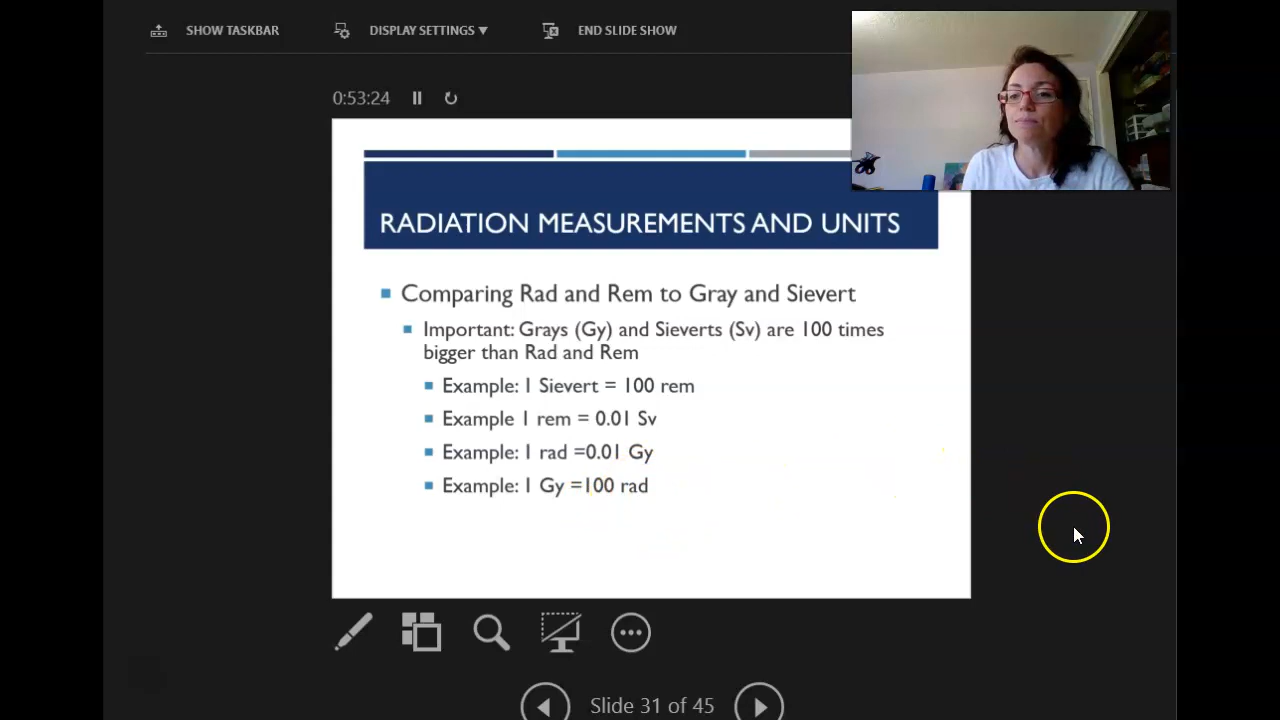 SHOW TASKBAR
DISPLAY SETTINGS ▼
END SLIDE SHOW
0:53:24
RADIATION MEASUREMENTS AND UNITS
Comparing Rad and Rem to Gray and Sievert
Important: Grays (Gy) and Sieverts (Sv) are 100 times
bigger than Rad and Rem
Example: 1 Sievert = 100 rem
Example 1 rem = 0.01 Sv
Example: 1 rad =0.01 Gy
Example: 1 Gy =100 rad
Slide 31 of 45